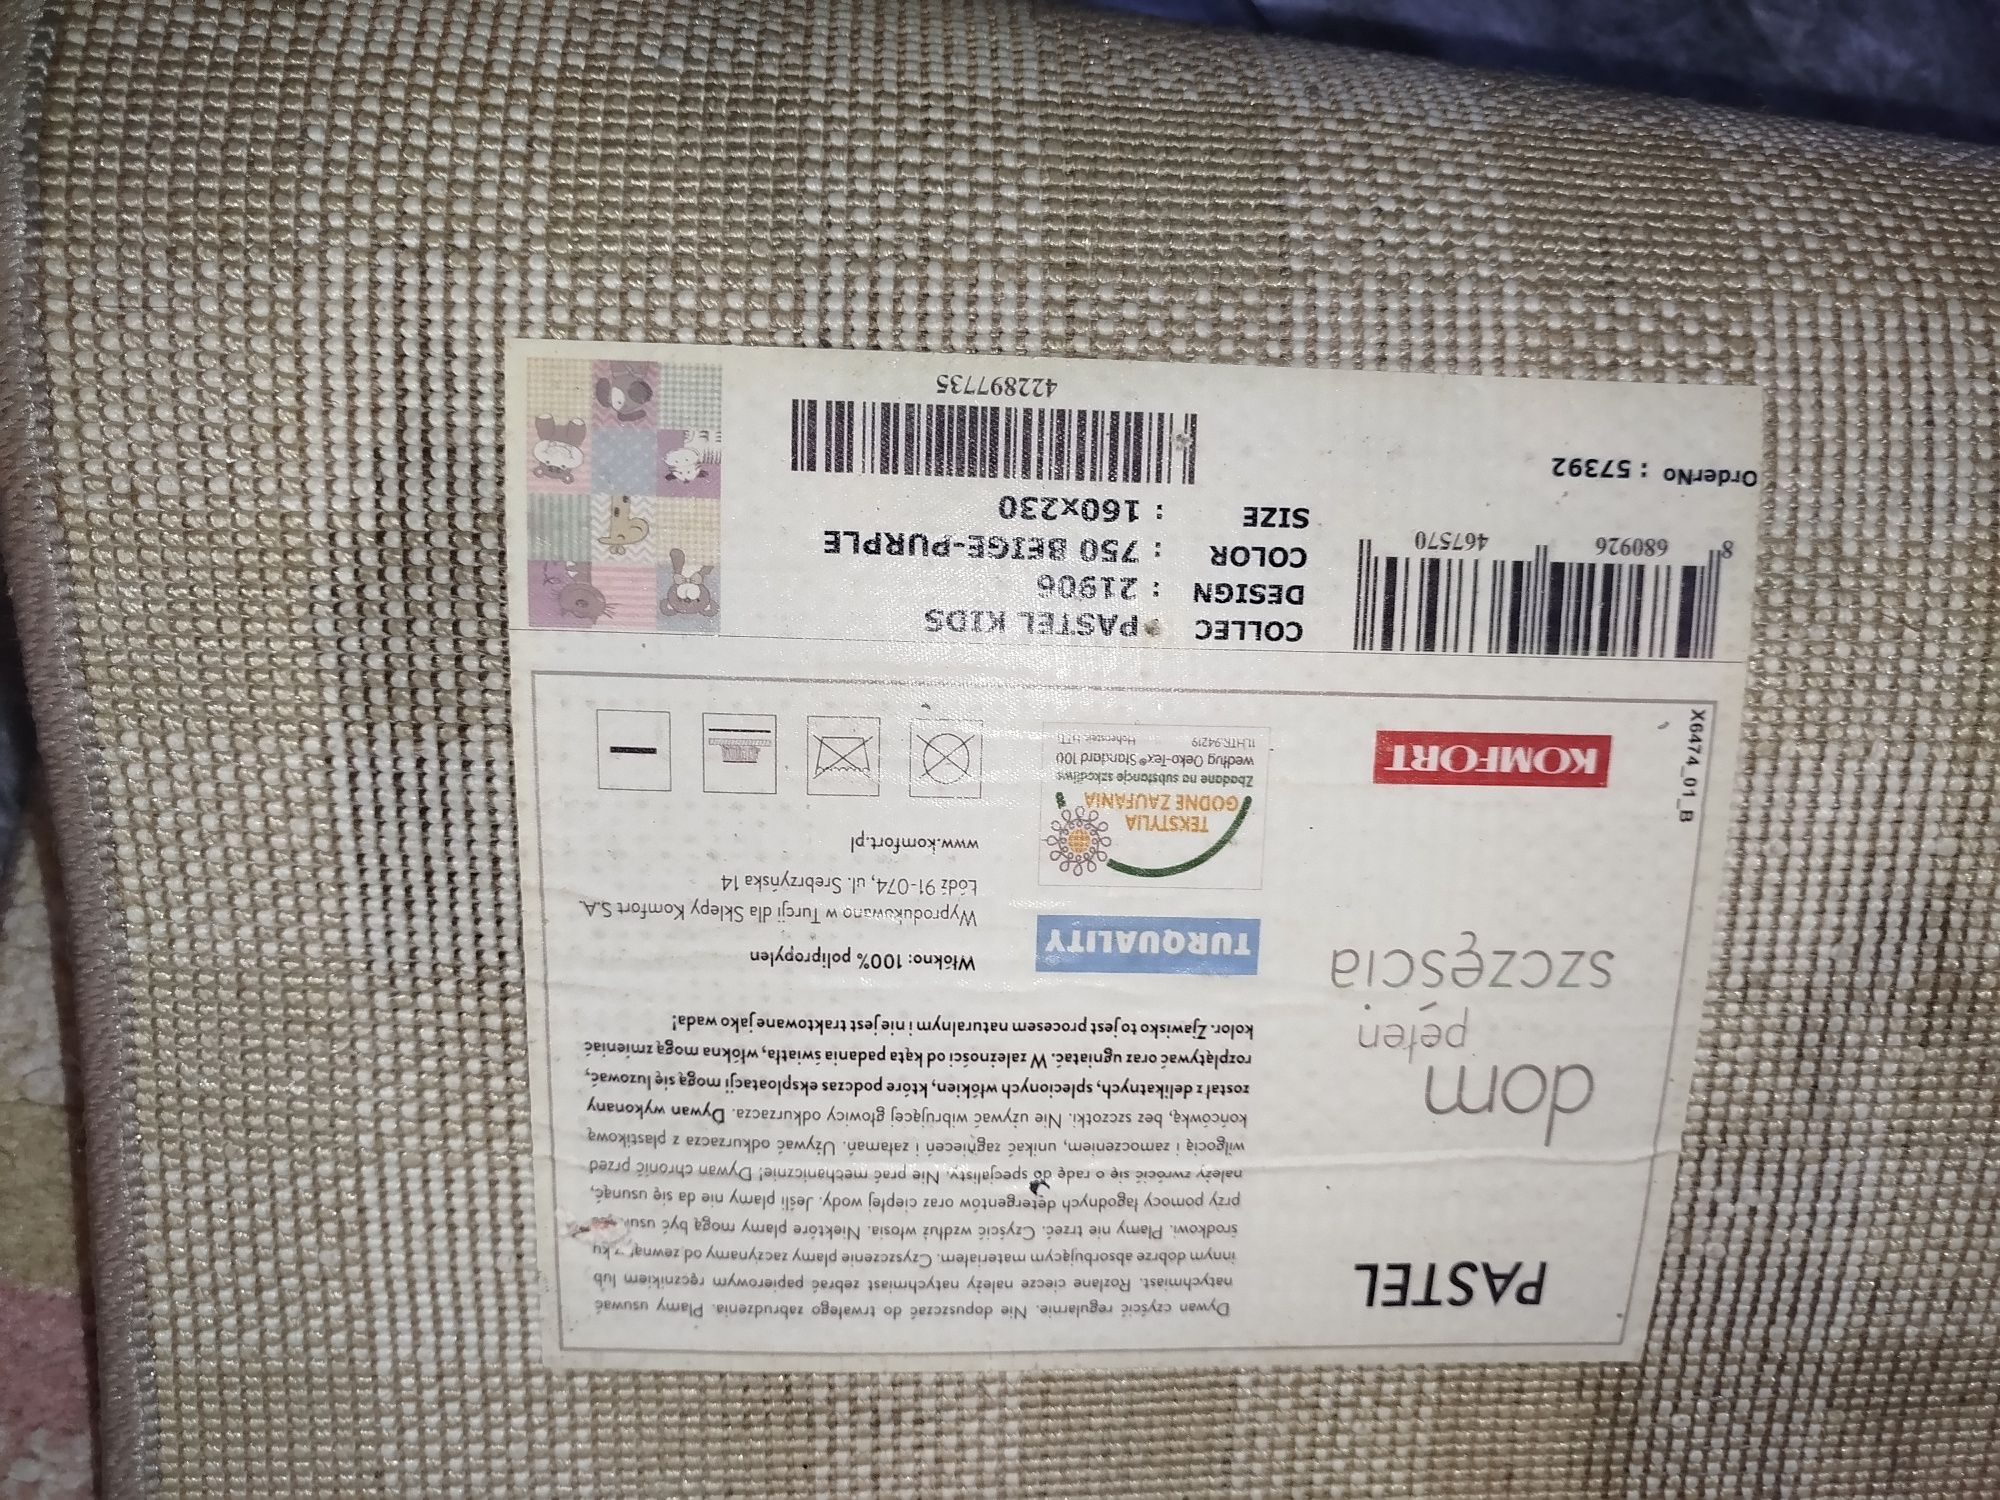 PASTEL
dom
pełen
szczęścia
KOMFORT
X6474_01_B
Dywan czyścić regularnie. Nie dopuszczać do trwałego zabrudzenia. Plamy usuwać
natychmiast. Rozlane ciecze należy natychmiast zebrać papierowym ręcznikiem lub
innym dobrze absorbującym materiałem. Czyszczenie plamy zaczynamy od ku
środkowi. Plamy nie trzeć. Czyścić wzdłuż włosia. Niektóre plamy mogą być
przy pomocy łagodnych detergentów oraz ciepłej wody. Jeśli plamy nie da się usunąć,
należy zwrócić się o radę do specjalisty. Nie prać mechanicznie! Dywan chronić przed
wilgocią i zamoczeniem, unikać zagnieceń i załamań. Używać odkurzacza z plastikową
końcówką, bez szczotki. Nie używać wibrującej głowicy odkurzacza. Dywan wykonany
został z delikatnych, splecionych włókien, które podczas eksploatacji mogą się luzować,
rozplątywać oraz ugniatać. W zależności od kąta padania światła, włókna mogą zmieniać
kolor. Zjawisko to jest procesem naturalnym i nie jest traktowane jako wada!
TURQUALITY
Włókno: 100% polipropylen
Wyprodukowano w Turcji dla Sklepy Komfort S.A.
Łódź 91-074, ul. Srebrzyńska 14
www.komfort.pl
TEKSTYLIA
GODNE ZAUFANIA
Zbadane na substancje szkodliwe
według Oeko-Tex® Standard 100
11.HTR.94219 Hohenstein HTTI
COLLEC : PASTEL KIDS
DESIGN : 21906
COLOR : 750 BEIGE-PURPLE
SIZE : 160x230
8 680926 467570
OrderNo : 57392
422897735